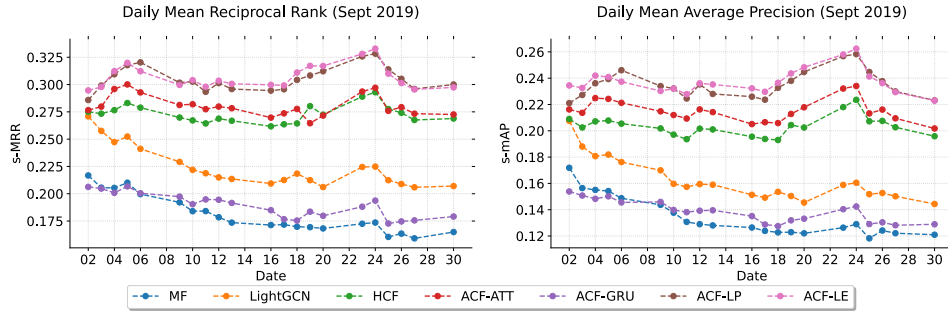 Daily Mean Reciprocal Rank (Sept 2019)
s-MRR
0.325
0.300
0.275
0.250
0.225
0.200
0.175
02 04 06 08 10 12 14 16 18 20 22 24 26 28 30
Date
Daily Mean Average Precision (Sept 2019)
s-mAP
0.26
0.24
0.22
0.20
0.18
0.16
0.14
0.12
02 04 06 08 10 12 14 16 18 20 22 24 26 28 30
Date
MF LightGCN HCF ACF-ATT ACF-GRU ACF-LP ACF-LE